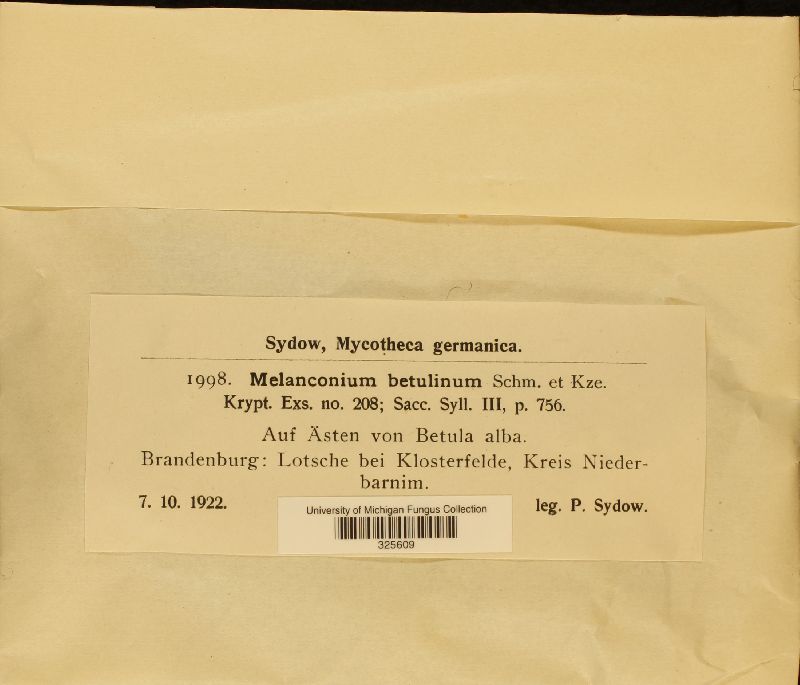 Sydow, Mycotheca germanica.
1998. Melanconium betulinum Schm. et Kze.
Krypt. Exs. no. 208; Sacc. Syll. III, p. 756.
Auf Ästen von Betula alba.
Brandenburg: Lotsche bei Klosterfelde, Kreis Nieder-
barnim.
7. 10. 1922. leg. P. Sydow.
University of Michigan Fungus Collection
325609